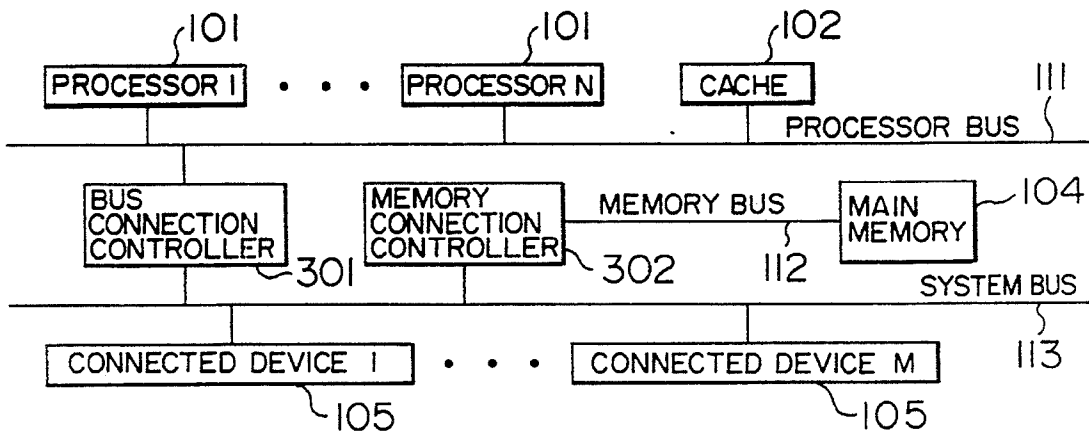 101
101
102
PROCESSOR 1
• • •
PROCESSOR N
CACHE
111
PROCESSOR BUS
BUS
CONNECTION
CONTROLLER
MEMORY
CONNECTION
CONTROLLER
MEMORY BUS
MAIN
MEMORY
104
301
302
112
SYSTEM BUS
CONNECTED DEVICE 1
• • •
CONNECTED DEVICE M
113
105
105